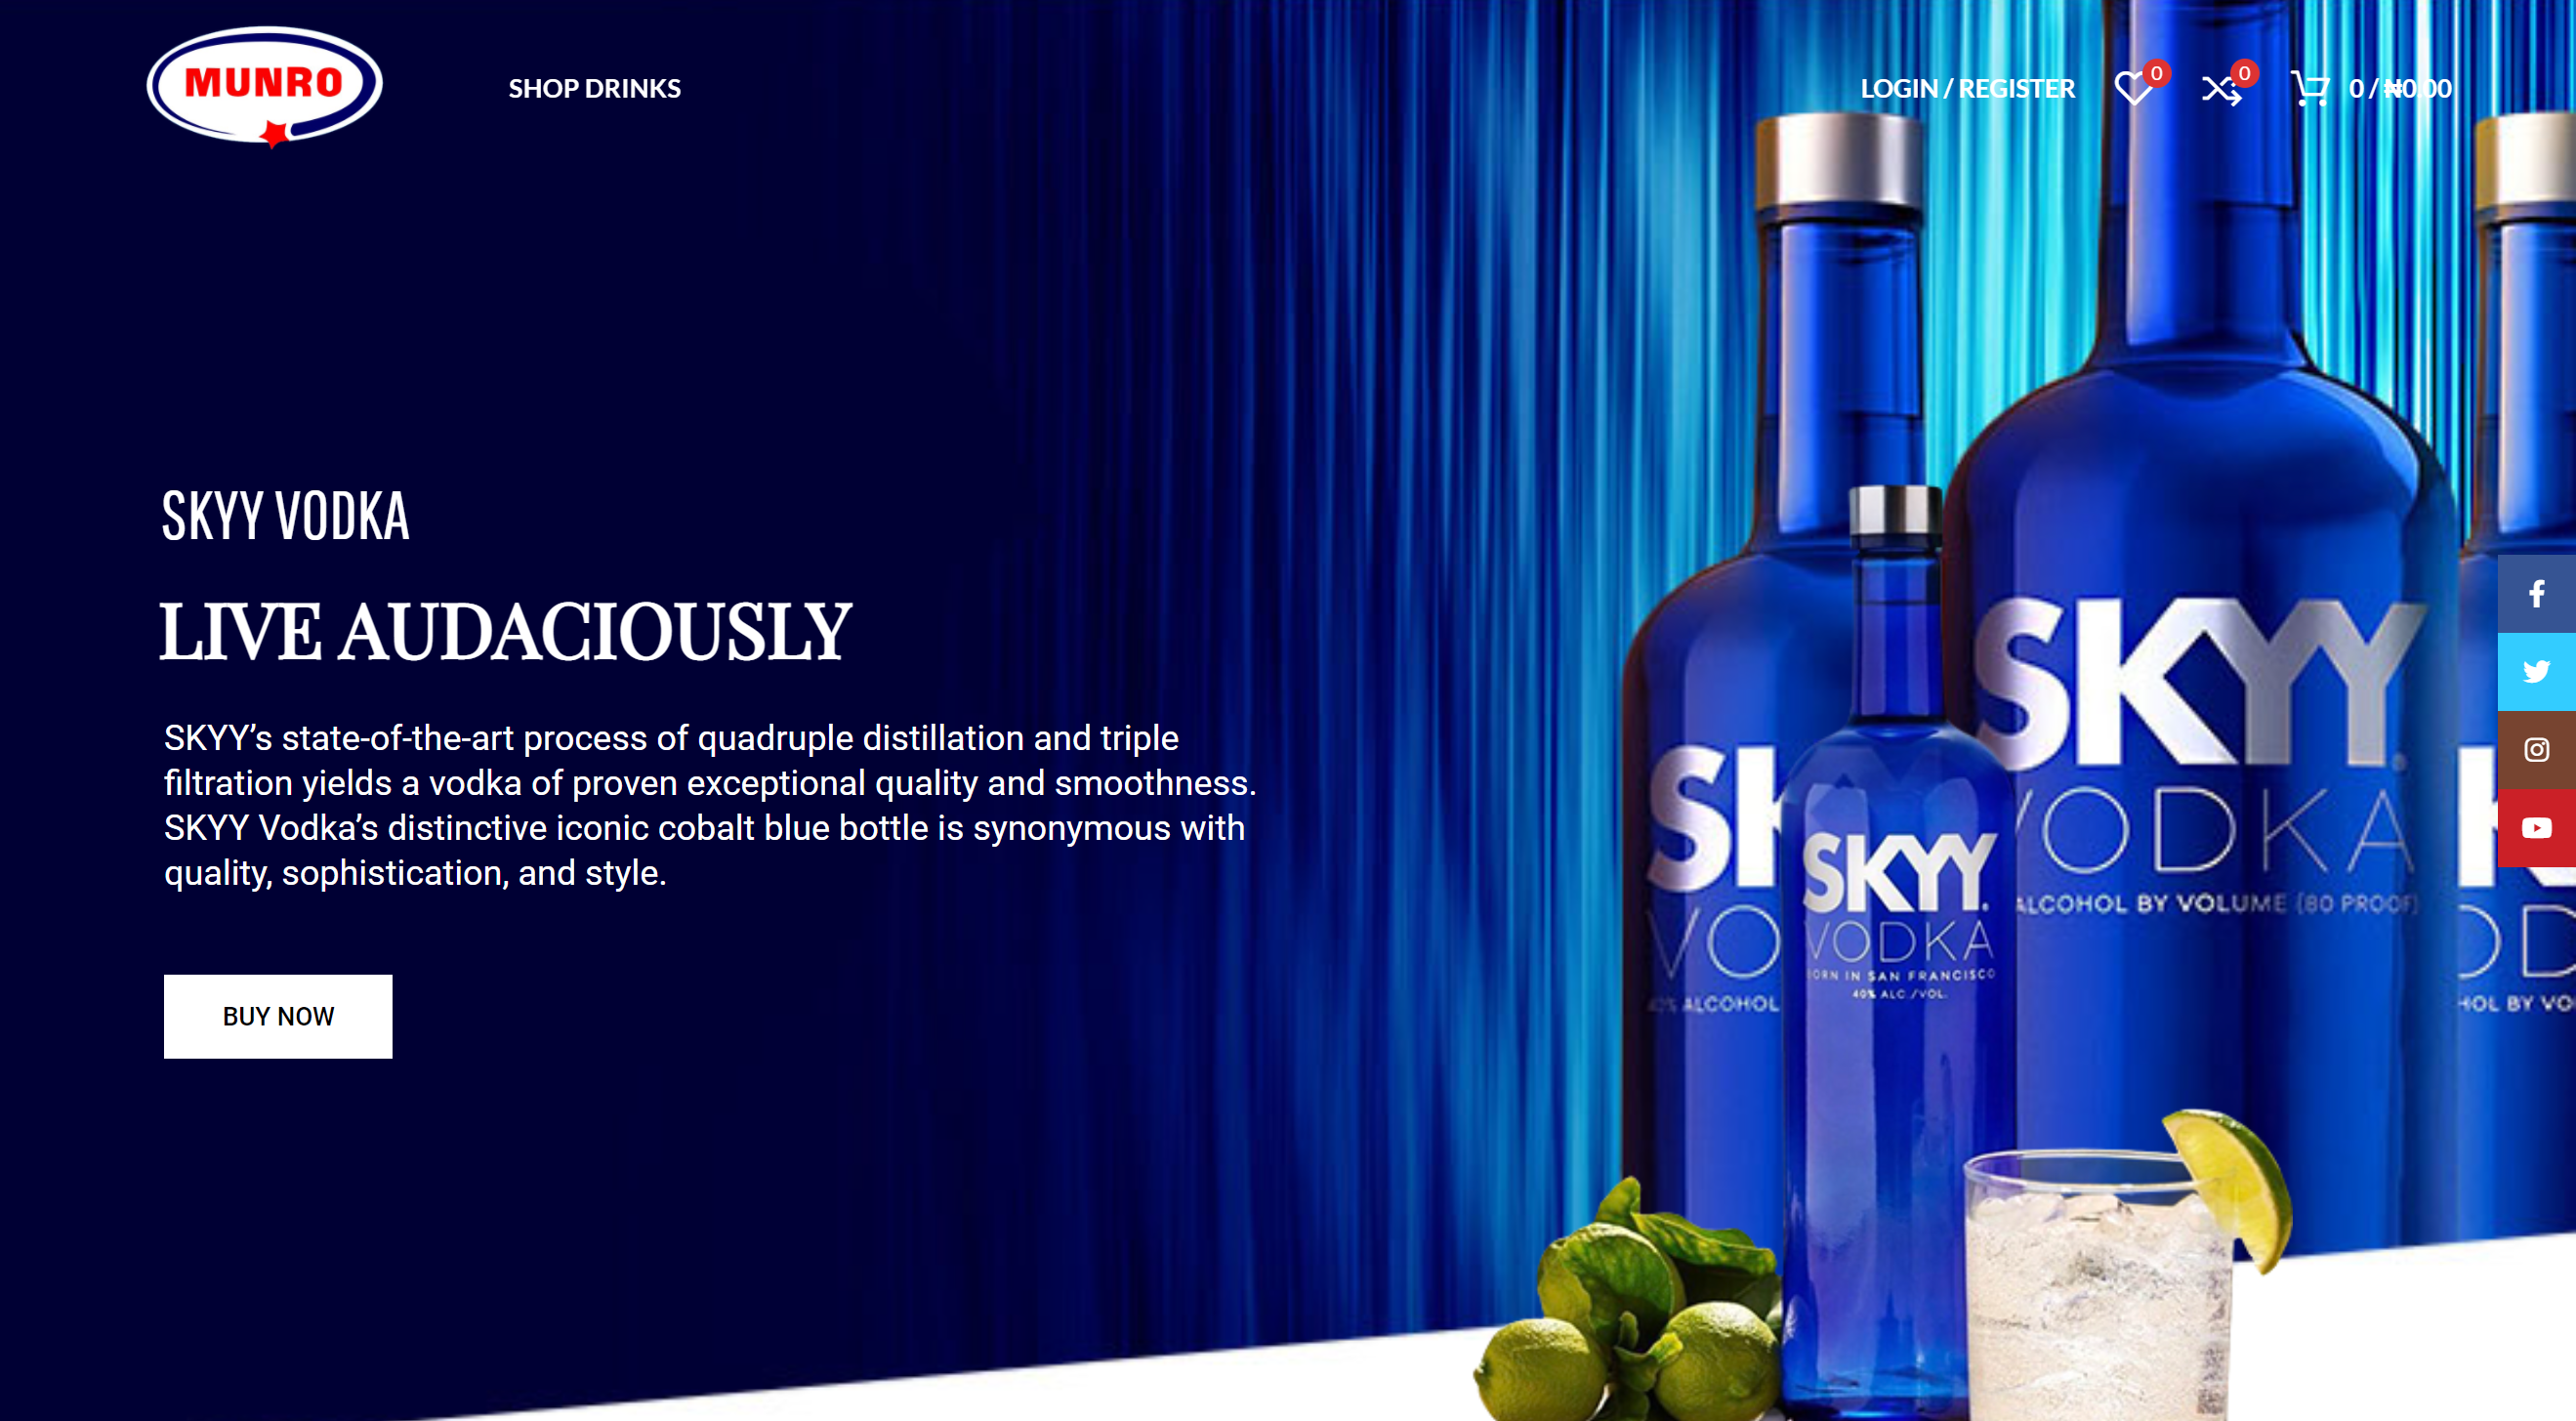 MUNRO
SHOP DRINKS
LOGIN / REGISTER
0
0
0 / ₦0.00
SKYY VODKA
LIVE AUDACIOUSLY
SKYY’s state-of-the-art process of quadruple distillation and triple
filtration yields a vodka of proven exceptional quality and smoothness.
SKYY Vodka’s distinctive iconic cobalt blue bottle is synonymous with
quality, sophistication, and style.
BUY NOW
SKYY
VODKA
ALCOHOL BY VOLUME (80 PROOF)
SK
VO
40% ALCOHOL
SKYY
VODKA
BORN IN SAN FRANCISCO
40% ALC./VOL.
K
OD
HOL BY VO